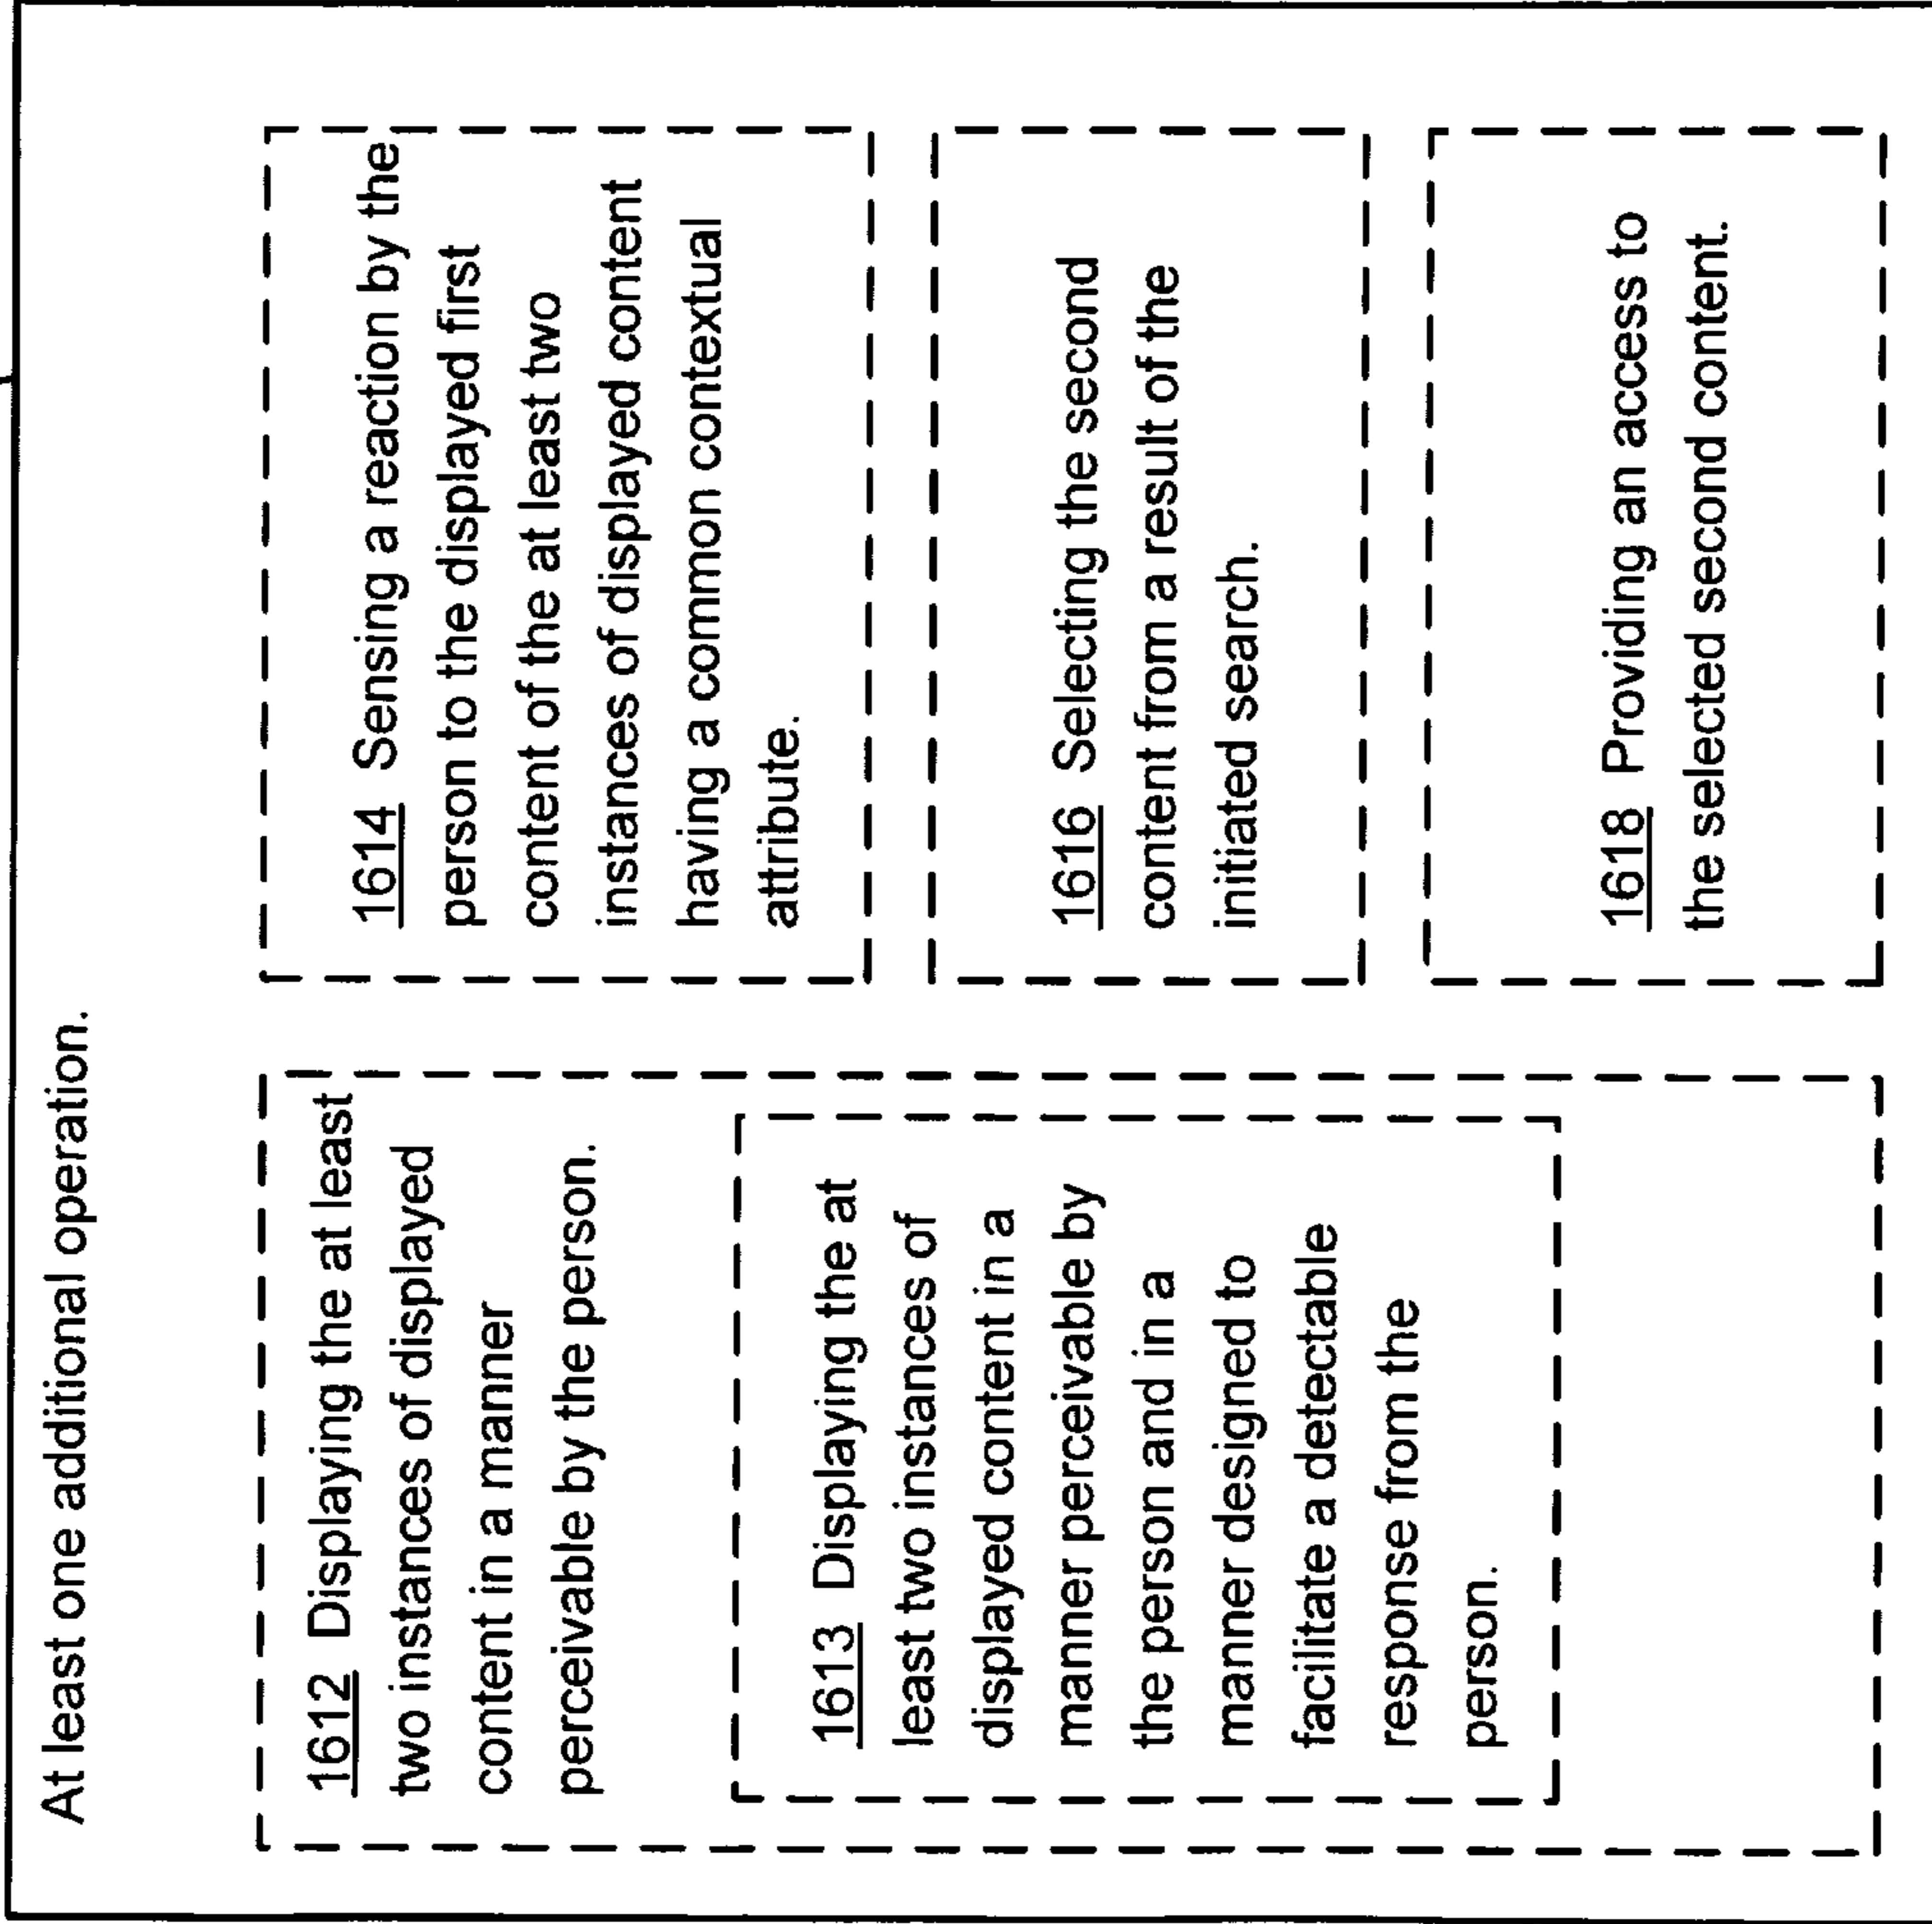 At least one additional operation.
1612 Displaying the at least
two instances of displayed
content in a manner
perceivable by the person.
1613 Displaying the at
least two instances of
displayed content in a
manner perceivable by
the person and in a
manner designed to
facilitate a detectable
response from the
person.
1614 Sensing a reaction by the
person to the displayed first
content of the at least two
instances of displayed content
having a common contextual
attribute.
1616 Selecting the second
content from a result of the
initiated search.
1618 Providing an access to
the selected second content.